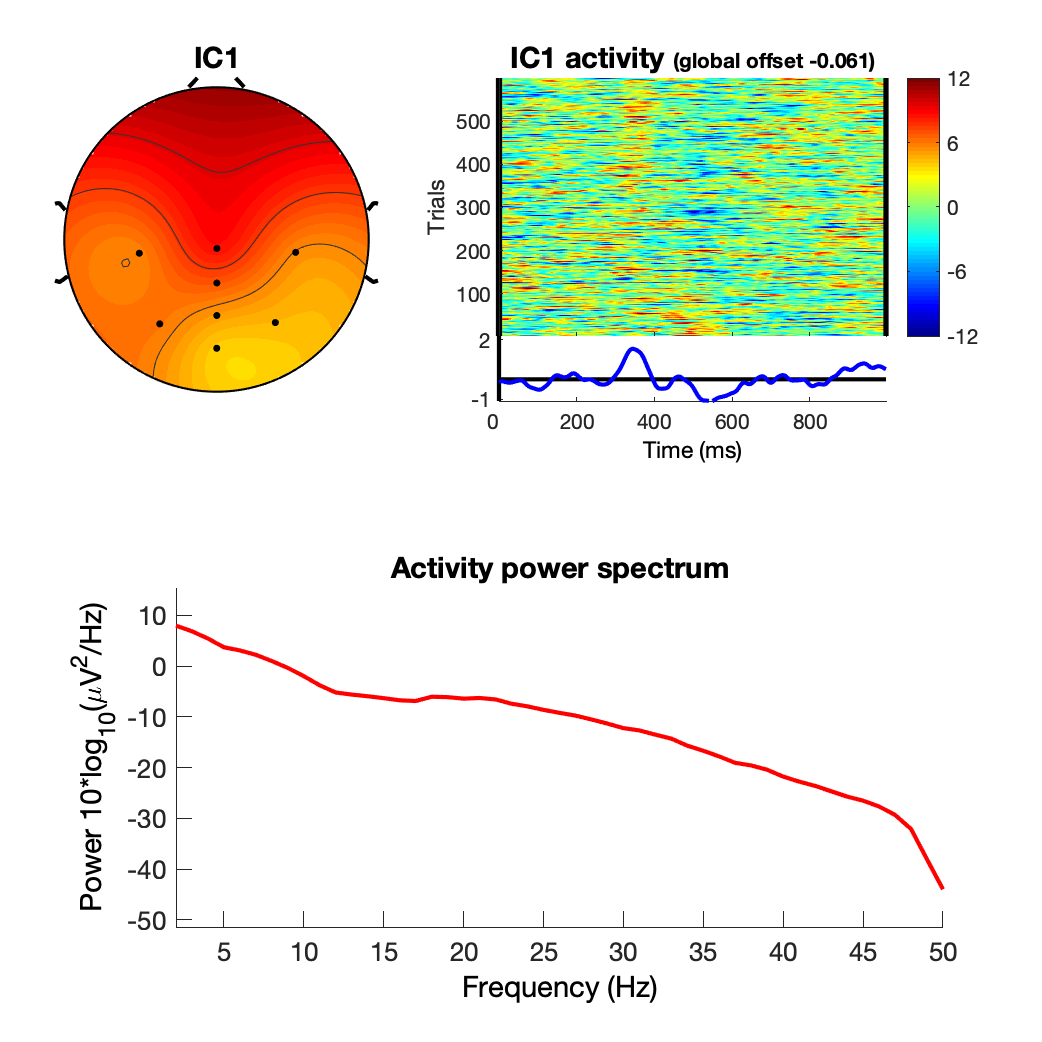 IC1
IC1 activity (global offset -0.061)
Trials
500
400
300
200
100
12
6
0
-6
-12
2
-1
0 200 400 600 800
Time (ms)
Activity power spectrum
Power 10*log10(μV2/Hz)
10
0
-10
-20
-30
-40
-50
5 10 15 20 25 30 35 40 45 50
Frequency (Hz)